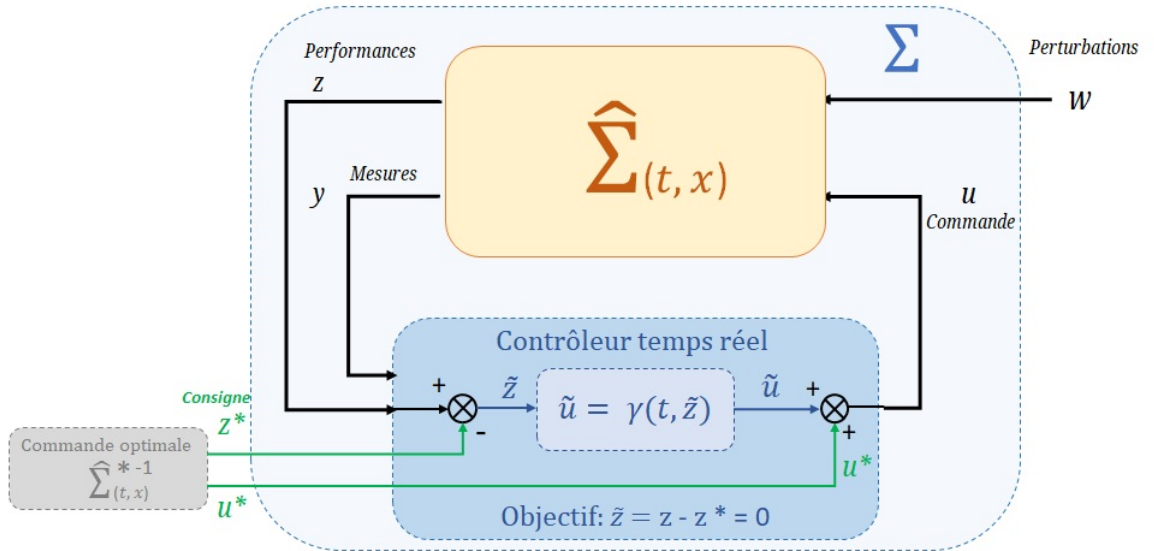 Performances
z
Σ
Perturbations
w
Σ̂(t, x)
Mesures
y
u
Commande
Contrôleur temps réel
Consigne
z*
+
-
z̃
ũ = γ(t, z̃)
ũ
+
+
u*
Commande optimale
Σ̂* -1(t, x)
u*
Objectif: z̃ = z - z * = 0